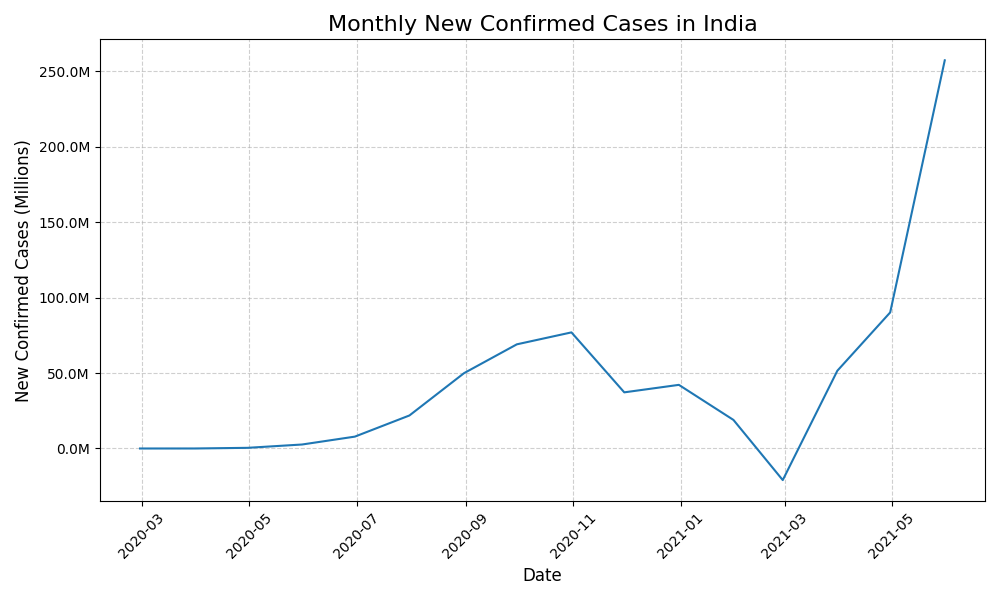 Monthly New Confirmed Cases in India
New Confirmed Cases (Millions)
250.0M
200.0M
150.0M
100.0M
50.0M
0.0M
2020-03
2020-05
2020-07
2020-09
2020-11
2021-01
2021-03
2021-05
Date